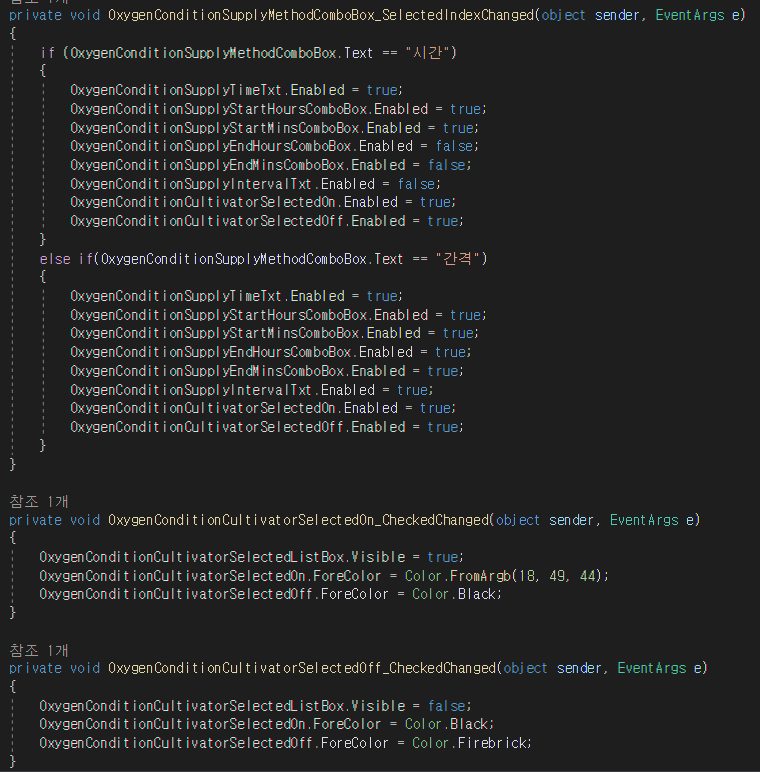 private void OxygenConditionSupplyMethodComboBox_SelectedIndexChanged(object sender, EventArgs e)
{
if (OxygenConditionSupplyMethodComboBox.Text == "시간")
{
OxygenConditionSupplyTimeTxt.Enabled = true;
OxygenConditionSupplyStartHoursComboBox.Enabled = true;
OxygenConditionSupplyStartMinsComboBox.Enabled = true;
OxygenConditionSupplyEndHoursComboBox.Enabled = false;
OxygenConditionSupplyEndMinsComboBox.Enabled = false;
OxygenConditionSupplyIntervalTxt.Enabled = false;
OxygenConditionCultivatorSelectedOn.Enabled = true;
OxygenConditionCultivatorSelectedOff.Enabled = true;
}
else if(OxygenConditionSupplyMethodComboBox.Text == "간격")
{
OxygenConditionSupplyTimeTxt.Enabled = true;
OxygenConditionSupplyStartHoursComboBox.Enabled = true;
OxygenConditionSupplyStartMinsComboBox.Enabled = true;
OxygenConditionSupplyEndHoursComboBox.Enabled = true;
OxygenConditionSupplyEndMinsComboBox.Enabled = true;
OxygenConditionSupplyIntervalTxt.Enabled = true;
OxygenConditionCultivatorSelectedOn.Enabled = true;
OxygenConditionCultivatorSelectedOff.Enabled = true;
}
}
참조 1개
private void OxygenConditionCultivatorSelectedOn_CheckedChanged(object sender, EventArgs e)
{
OxygenConditionCultivatorSelectedListBox.Visible = true;
OxygenConditionCultivatorSelectedOn.ForeColor = Color.FromArgb(18, 49, 44);
OxygenConditionCultivatorSelectedOff.ForeColor = Color.Black;
}
참조 1개
private void OxygenConditionCultivatorSelectedOff_CheckedChanged(object sender, EventArgs e)
{
OxygenConditionCultivatorSelectedListBox.Visible = false;
OxygenConditionCultivatorSelectedOn.ForeColor = Color.Black;
OxygenConditionCultivatorSelectedOff.ForeColor = Color.Firebrick;
}